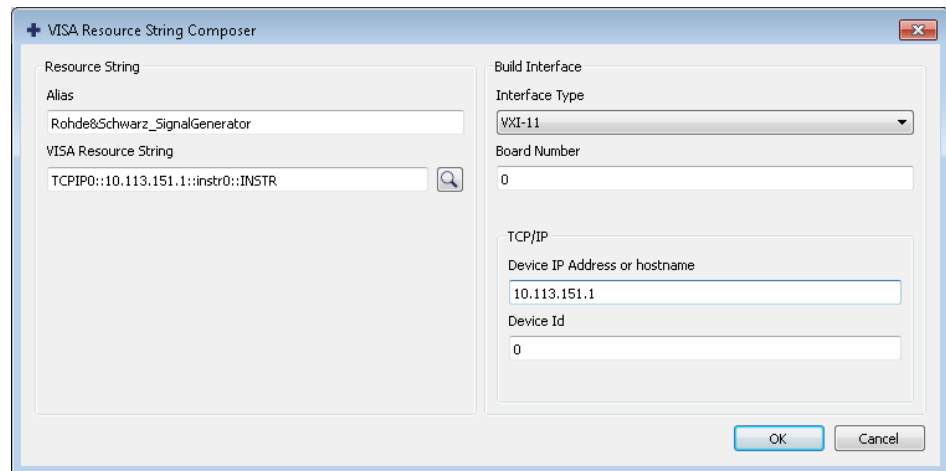 VISA Resource String Composer
Resource String
Alias
Rohde&Schwarz_SignalGenerator
VISA Resource String
TCPIP0::10.113.151.1::instr0::INSTR
Build Interface
Interface Type
VXI-11
Board Number
0
TCP/IP
Device IP Address or hostname
10.113.151.1
Device Id
0
OK
Cancel